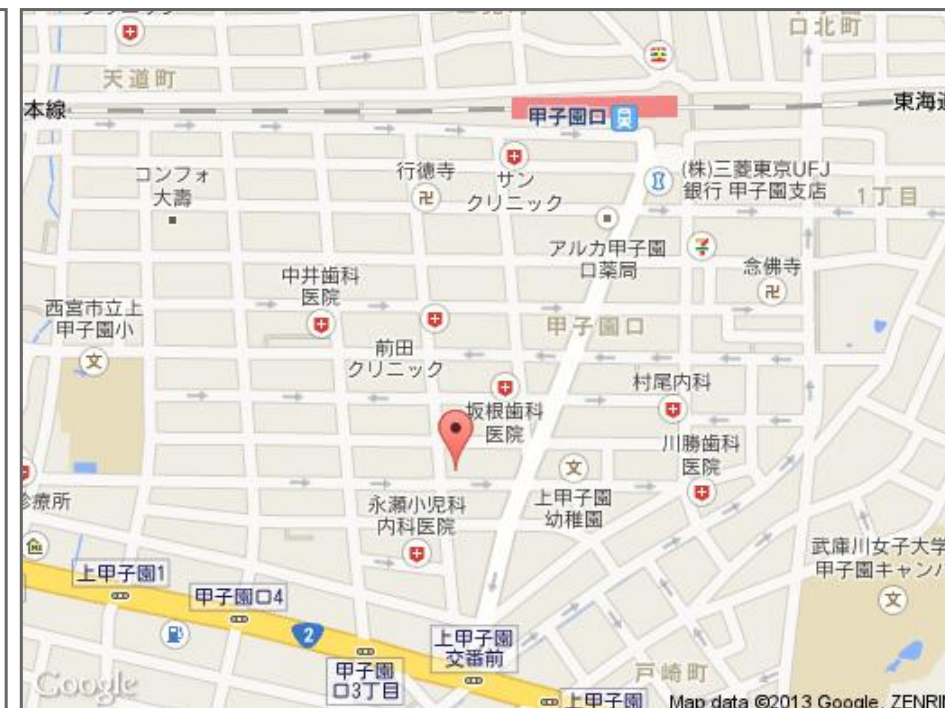 口北町
天道町
本線
東海道
甲子園口
コンフォ
大壽
行徳寺
サン
クリニック
(株)三菱東京UFJ
銀行 甲子園支店
1丁目
アルカ甲子園
口薬局
念佛寺
中井歯科
医院
西宮市立上
甲子園小
甲子園口
前田
クリニック
村尾内科
坂根歯科
医院
川勝歯科
医院
診療所
永瀬小児科
内科医院
上甲子園
幼稚園
武庫川女子大学
甲子園キャンパ
上甲子園1
甲子園口4
2
上甲子園
交番前
甲子園
口3丁目
戸崎町
上甲子園
Google
Map data ©2013 Google, ZENRIN